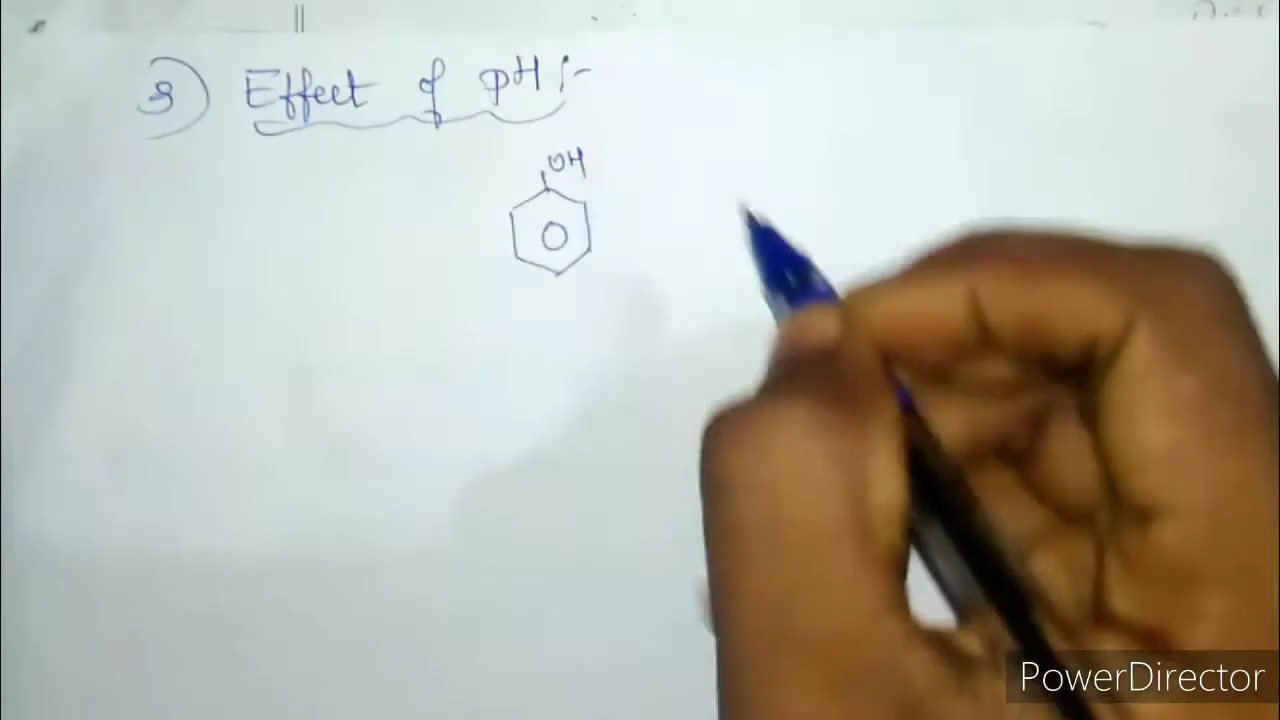 3) Effect of pH :-
OH
PowerDirector